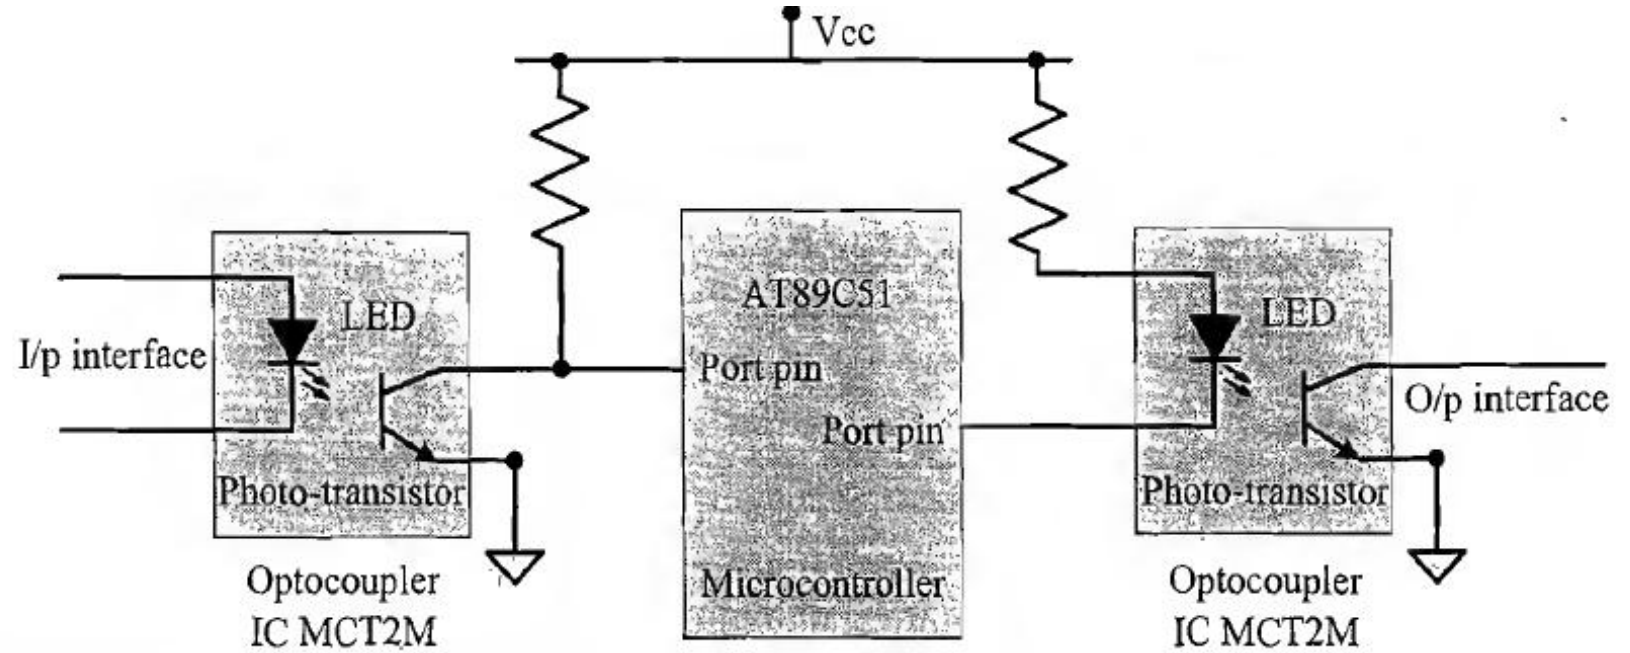 Vcc
LED
I/p interface
Photo-transistor
Optocoupler
IC MCT2M
AT89C51
Port pin
Port pin
Microcontroller
LED
O/p interface
Photo-transistor
Optocoupler
IC MCT2M